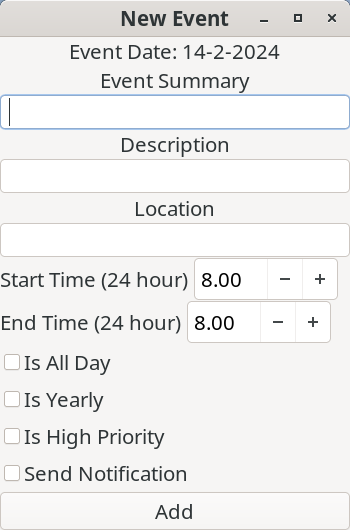 New Event
Event Date: 14-2-2024
Event Summary
Description
Location
Start Time (24 hour) 8.00 − +
End Time (24 hour) 8.00 − +
Is All Day
Is Yearly
Is High Priority
Send Notification
Add